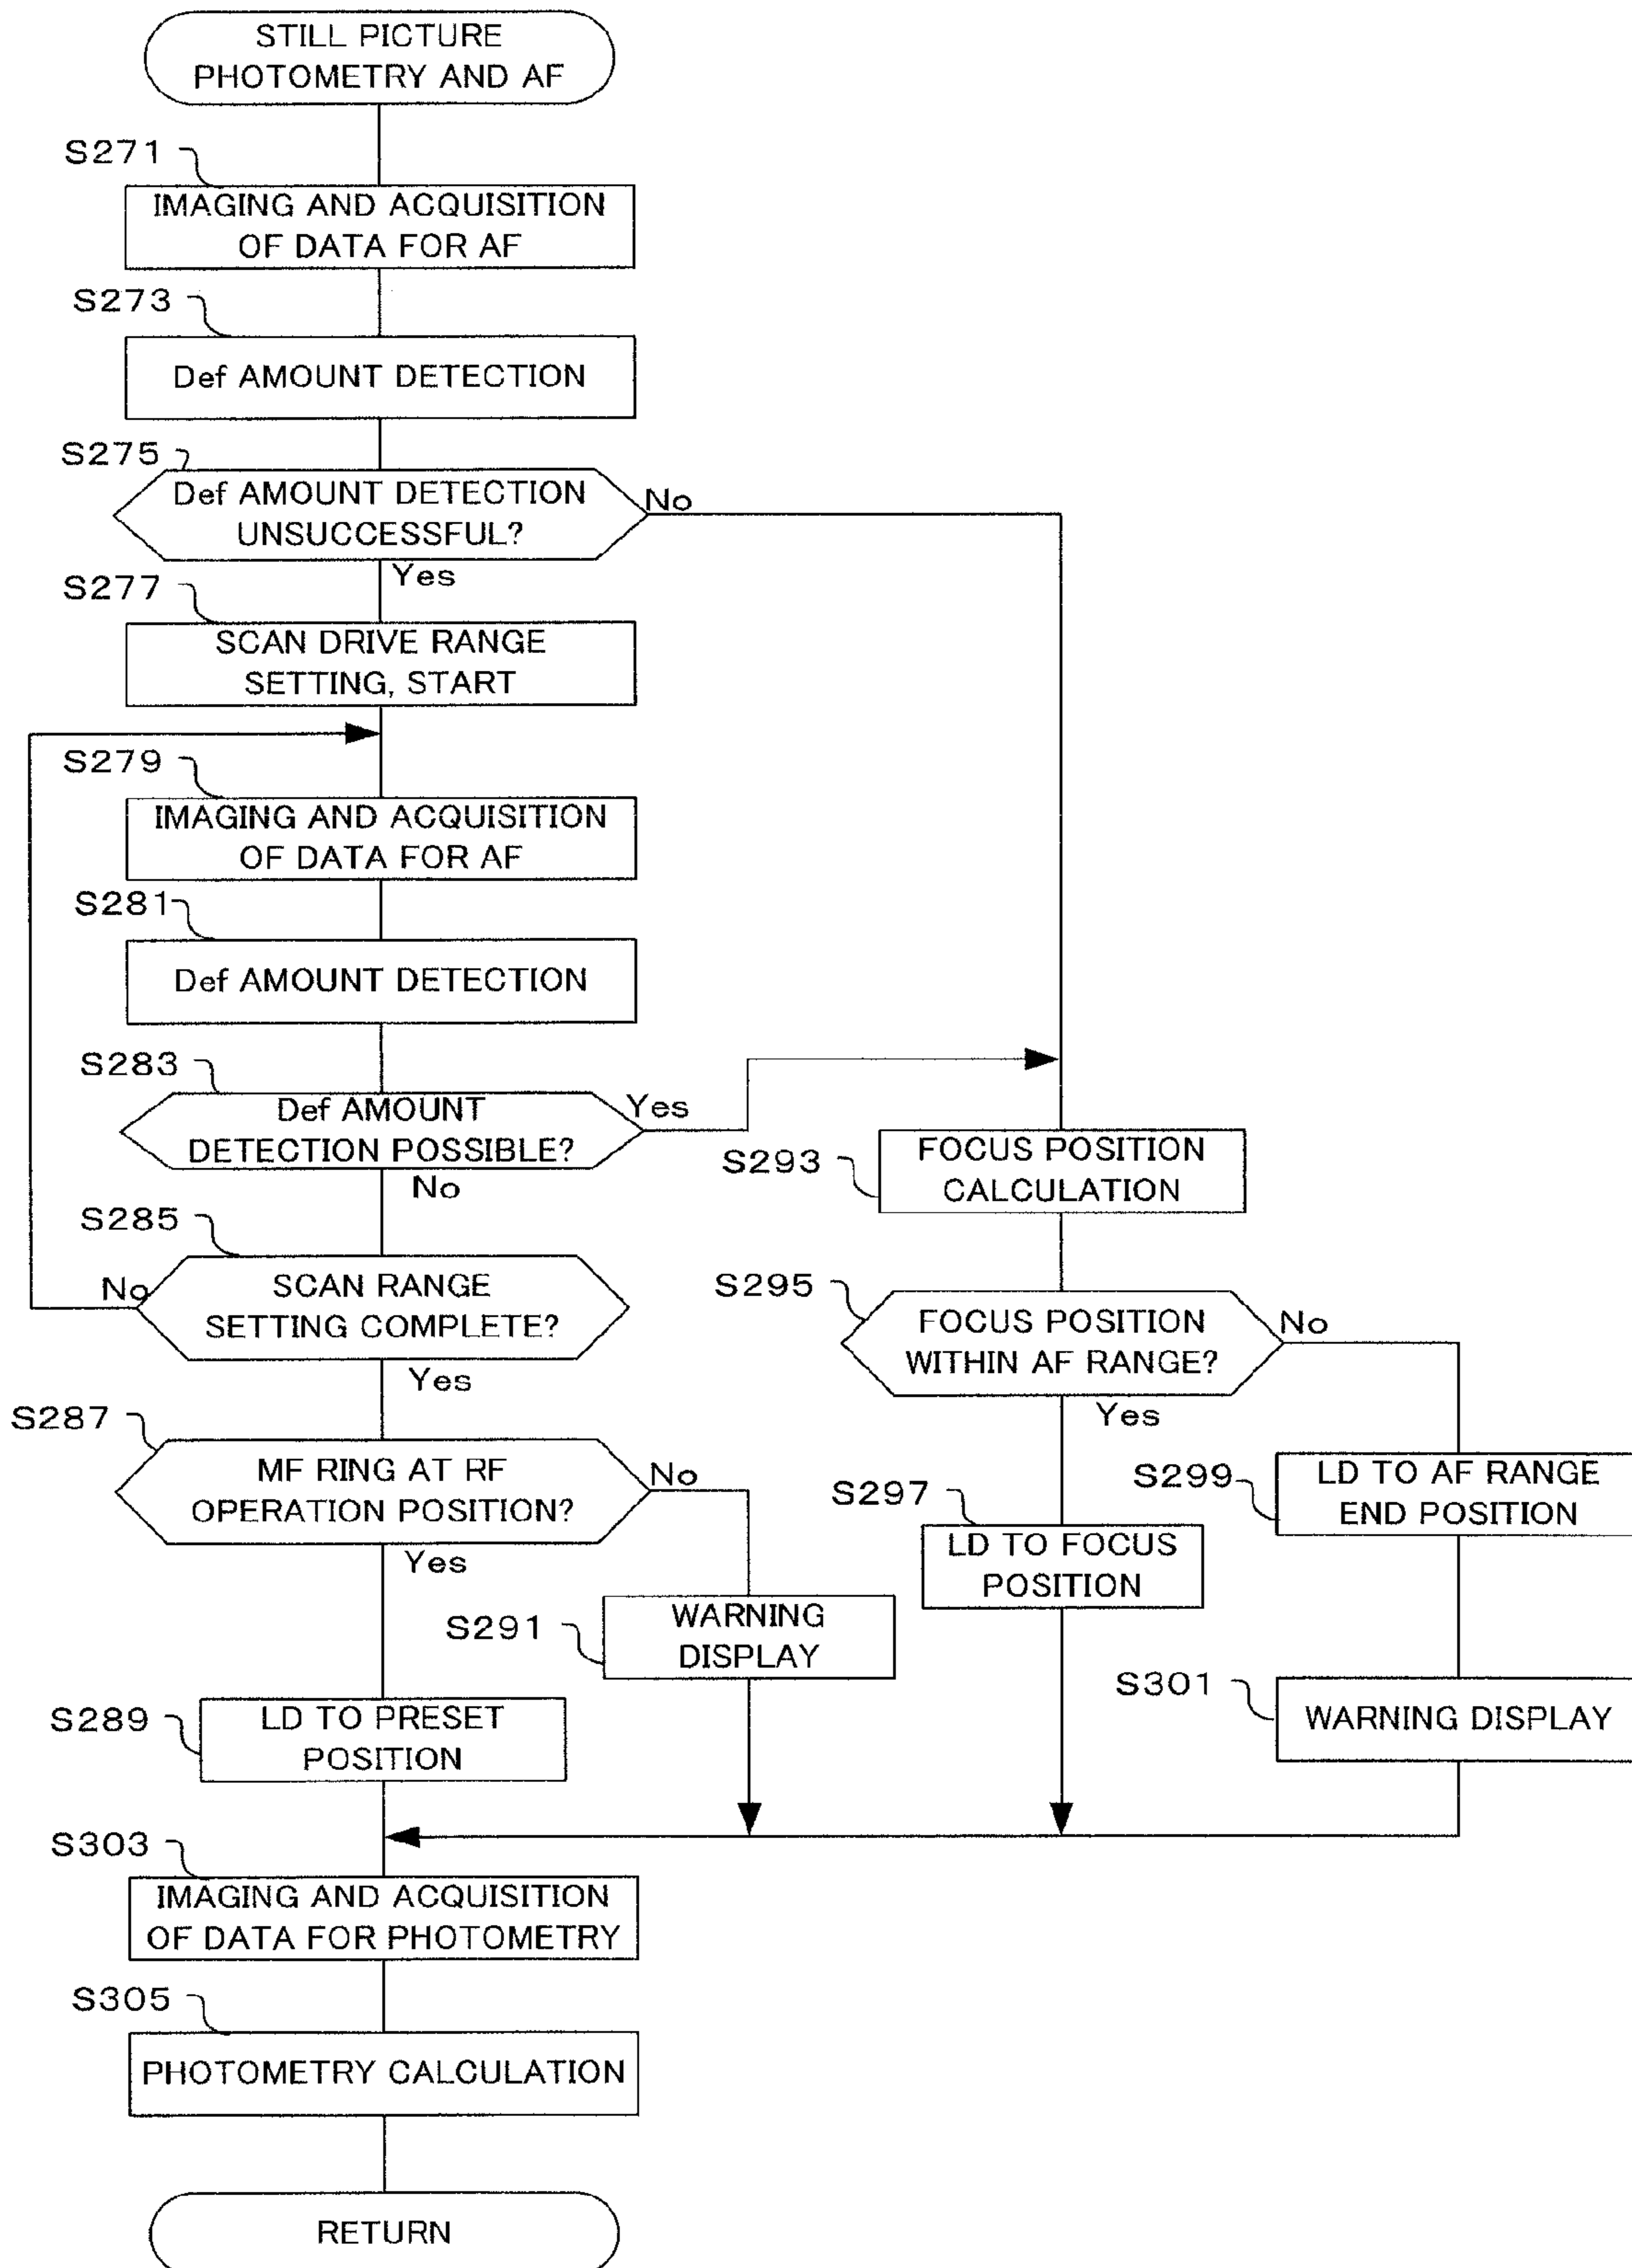 STILL PICTURE
PHOTOMETRY AND AF
S271
IMAGING AND ACQUISITION
OF DATA FOR AF
S273
Def AMOUNT DETECTION
S275
Def AMOUNT DETECTION
UNSUCCESSFUL?
No
Yes
S277
SCAN DRIVE RANGE
SETTING, START
S279
IMAGING AND ACQUISITION
OF DATA FOR AF
S281
Def AMOUNT DETECTION
S283
Def AMOUNT
DETECTION POSSIBLE?
Yes
No
S285
SCAN RANGE
SETTING COMPLETE?
No
Yes
S287
MF RING AT RF
OPERATION POSITION?
No
Yes
S291
WARNING
DISPLAY
S289
LD TO PRESET
POSITION
S293
FOCUS POSITION
CALCULATION
S295
FOCUS POSITION
WITHIN AF RANGE?
No
Yes
S297
LD TO FOCUS
POSITION
S299
LD TO AF RANGE
END POSITION
S301
WARNING DISPLAY
S303
IMAGING AND ACQUISITION
OF DATA FOR PHOTOMETRY
S305
PHOTOMETRY CALCULATION
RETURN